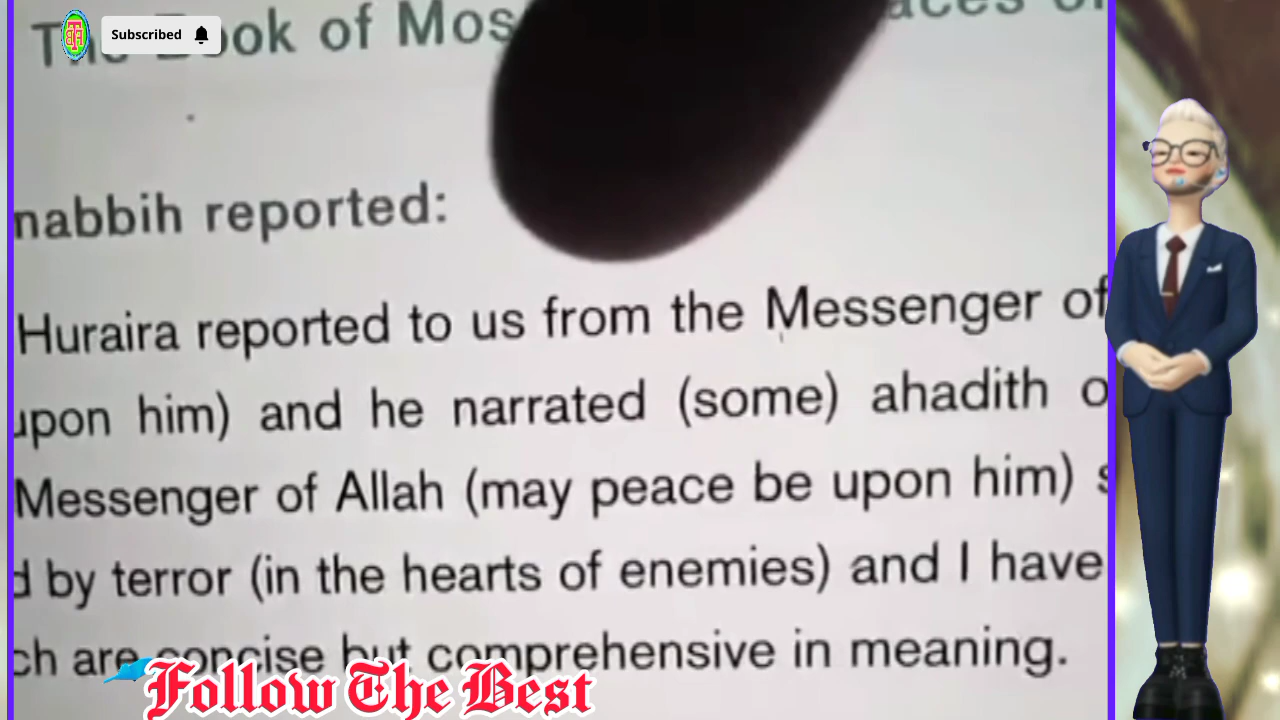 Subscribed
The Book of Mos
nabbih reported:
Huraira reported to us from the Messenger of
upon him) and he narrated (some) ahadith o
Messenger of Allah (may peace be upon him) s
d by terror (in the hearts of enemies) and I have
ch are concise but comprehensive in meaning.
Follow The Best